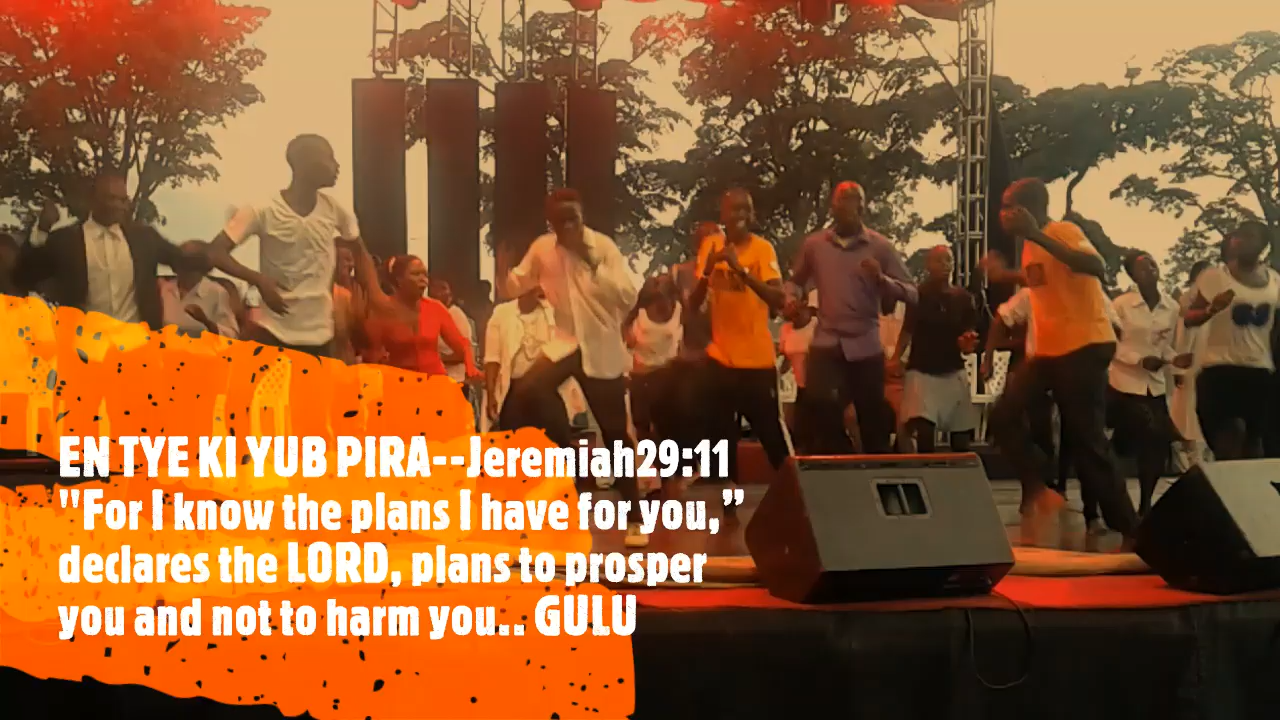 EN TYE KI YUB PIRA--Jeremiah29:11
"For I know the plans I have for you,”
declares the LORD, plans to prosper
you and not to harm you.. GULU